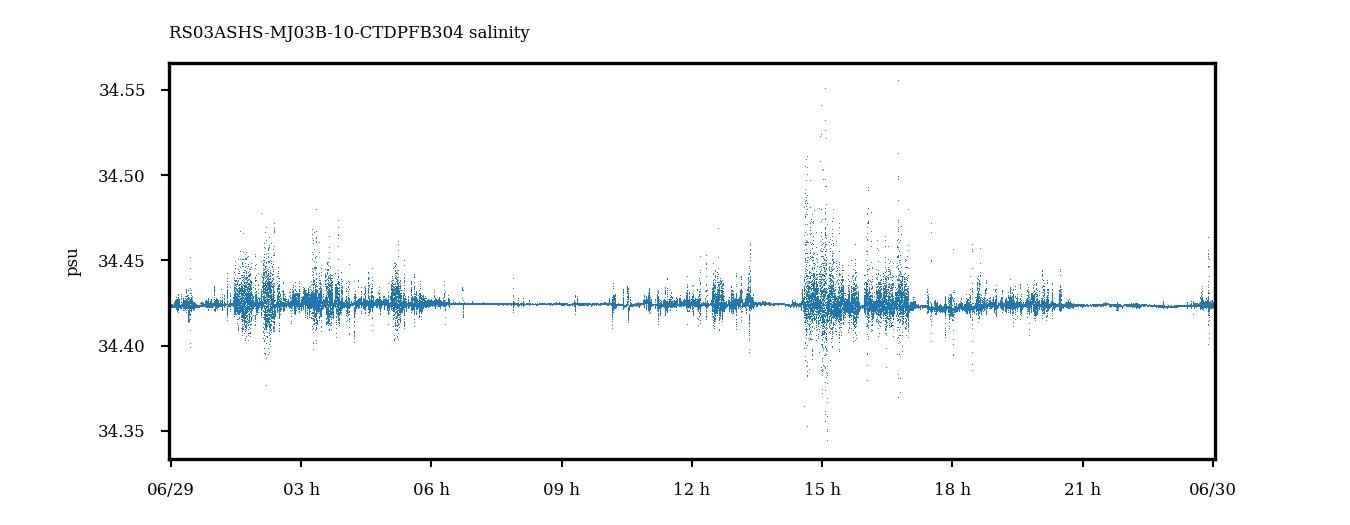 RS03ASHS-MJ03B-10-CTDPFB304 salinity
34.55
34.50
34.45
34.40
34.35
psu
06/29
03 h
06 h
09 h
12 h
15 h
18 h
21 h
06/30